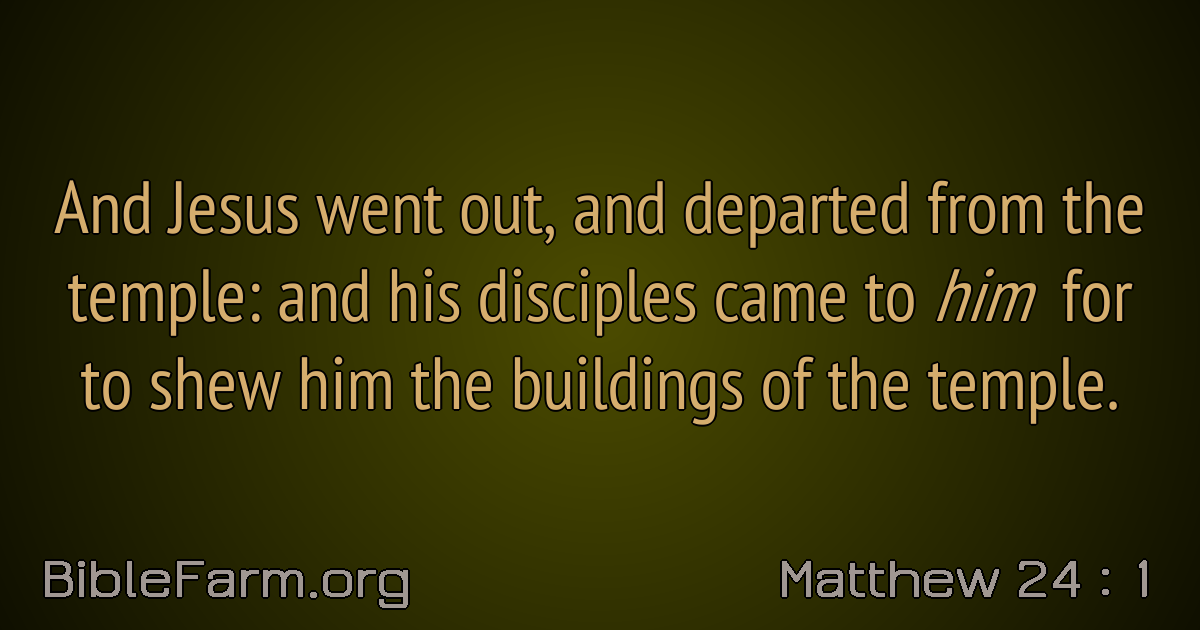 And Jesus went out, and departed from the
temple: and his disciples came to him for
to shew him the buildings of the temple.
BibleFarm.org
Matthew 24 : 1